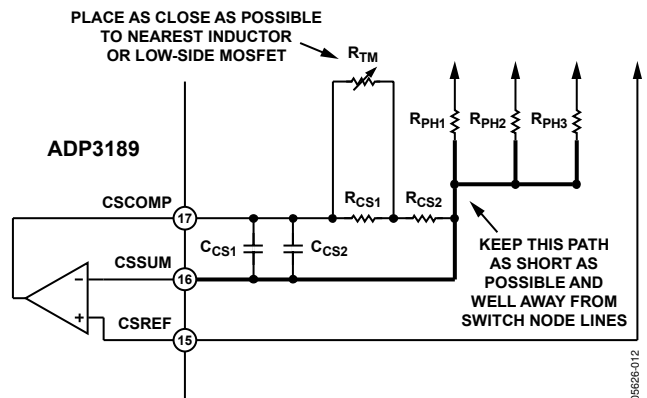 PLACE AS CLOSE AS POSSIBLE
TO NEAREST INDUCTOR
OR LOW-SIDE MOSFET
RTM
RPH1
RPH2
RPH3
ADP3189
CSCOMP
17
RCS1
RCS2
CCS1
CCS2
KEEP THIS PATH
AS SHORT AS
POSSIBLE AND
WELL AWAY FROM
SWITCH NODE LINES
CSSUM
16
–
CSREF
+
15
05626-012